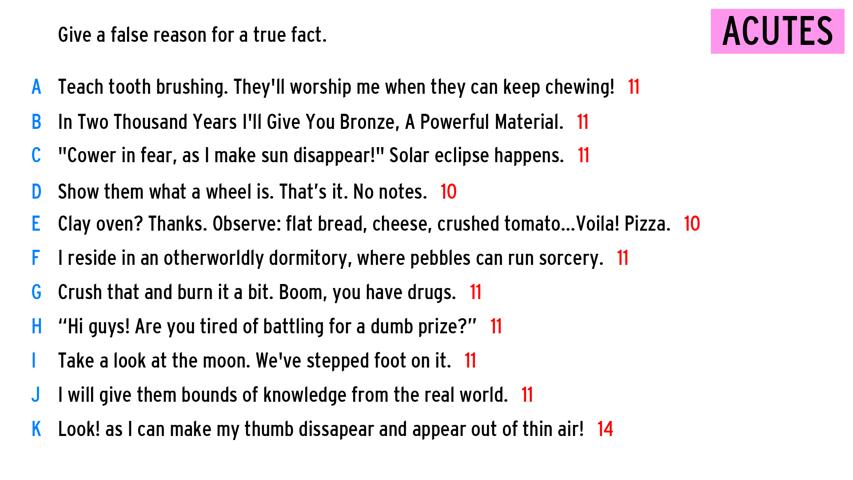 Give a false reason for a true fact.
ACUTES
A Teach tooth brushing. They'll worship me when they can keep chewing! 11
B In Two Thousand Years I'll Give You Bronze, A Powerful Material. 11
C "Cower in fear, as I make sun disappear!" Solar eclipse happens. 11
D Show them what a wheel is. That’s it. No notes. 10
E Clay oven? Thanks. Observe: flat bread, cheese, crushed tomato...Voila! Pizza. 10
F I reside in an otherworldly dormitory, where pebbles can run sorcery. 11
G Crush that and burn it a bit. Boom, you have drugs. 11
H “Hi guys! Are you tired of battling for a dumb prize?” 11
I Take a look at the moon. We've stepped foot on it. 11
J I will give them bounds of knowledge from the real world. 11
K Look! as I can make my thumb dissapear and appear out of thin air! 14